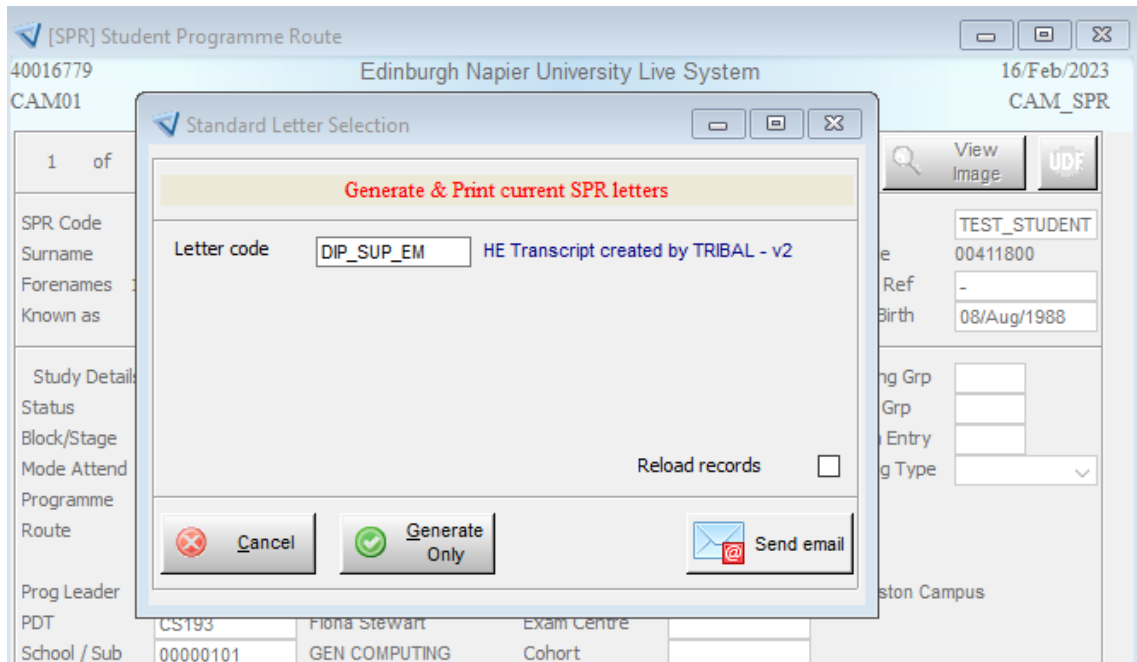 [SPR] Student Programme Route
40016779 Edinburgh Napier University Live System 16/Feb/2023
CAM01 CAM_SPR
Standard Letter Selection
1 of View Image UDF
Generate & Print current SPR letters
SPR Code TEST_STUDENT
Letter code DIP_SUP_EM HE Transcript created by TRIBAL - v2
Surname 00411800
Forenames Ref -
Known as Birth 08/Aug/1988
Study Details Grp
Status Grp
Block/Stage Entry
Mode Attend Reload records Type
Programme
Route Cancel Generate Only Send email
Prog Leader Campus
PDT CS193 Fiona Stewart Exam Centre
School / Sub 00000101 GEN COMPUTING Cohort